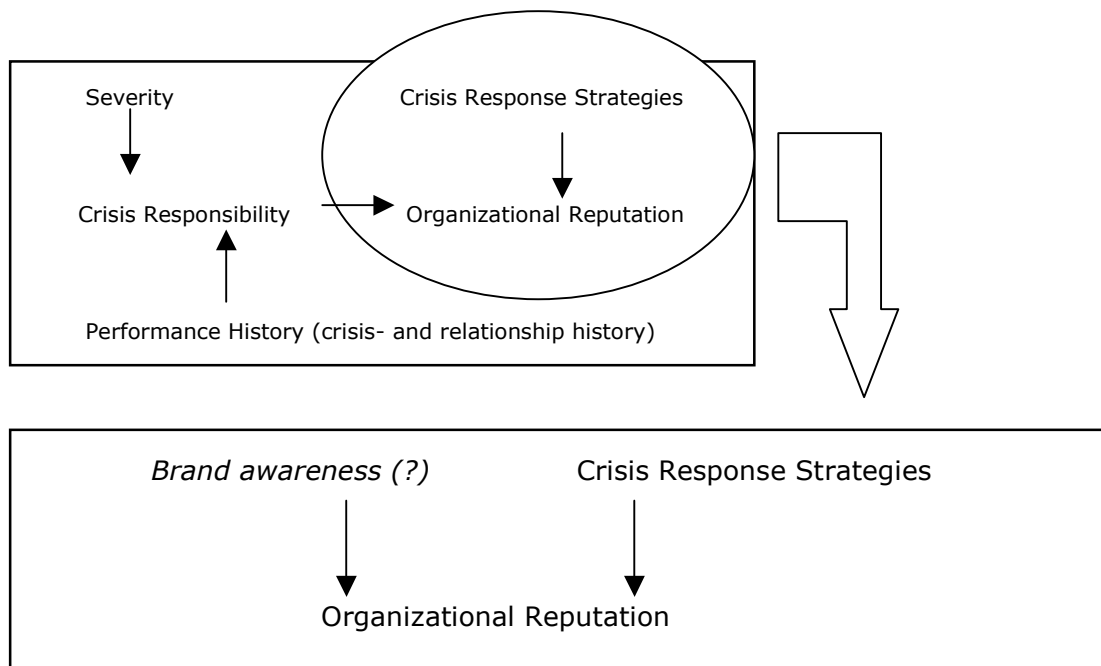 Severity
Crisis Response Strategies
Crisis Responsibility
Organizational Reputation
Performance History (crisis- and relationship history)
Brand awareness (?)
Crisis Response Strategies
Organizational Reputation